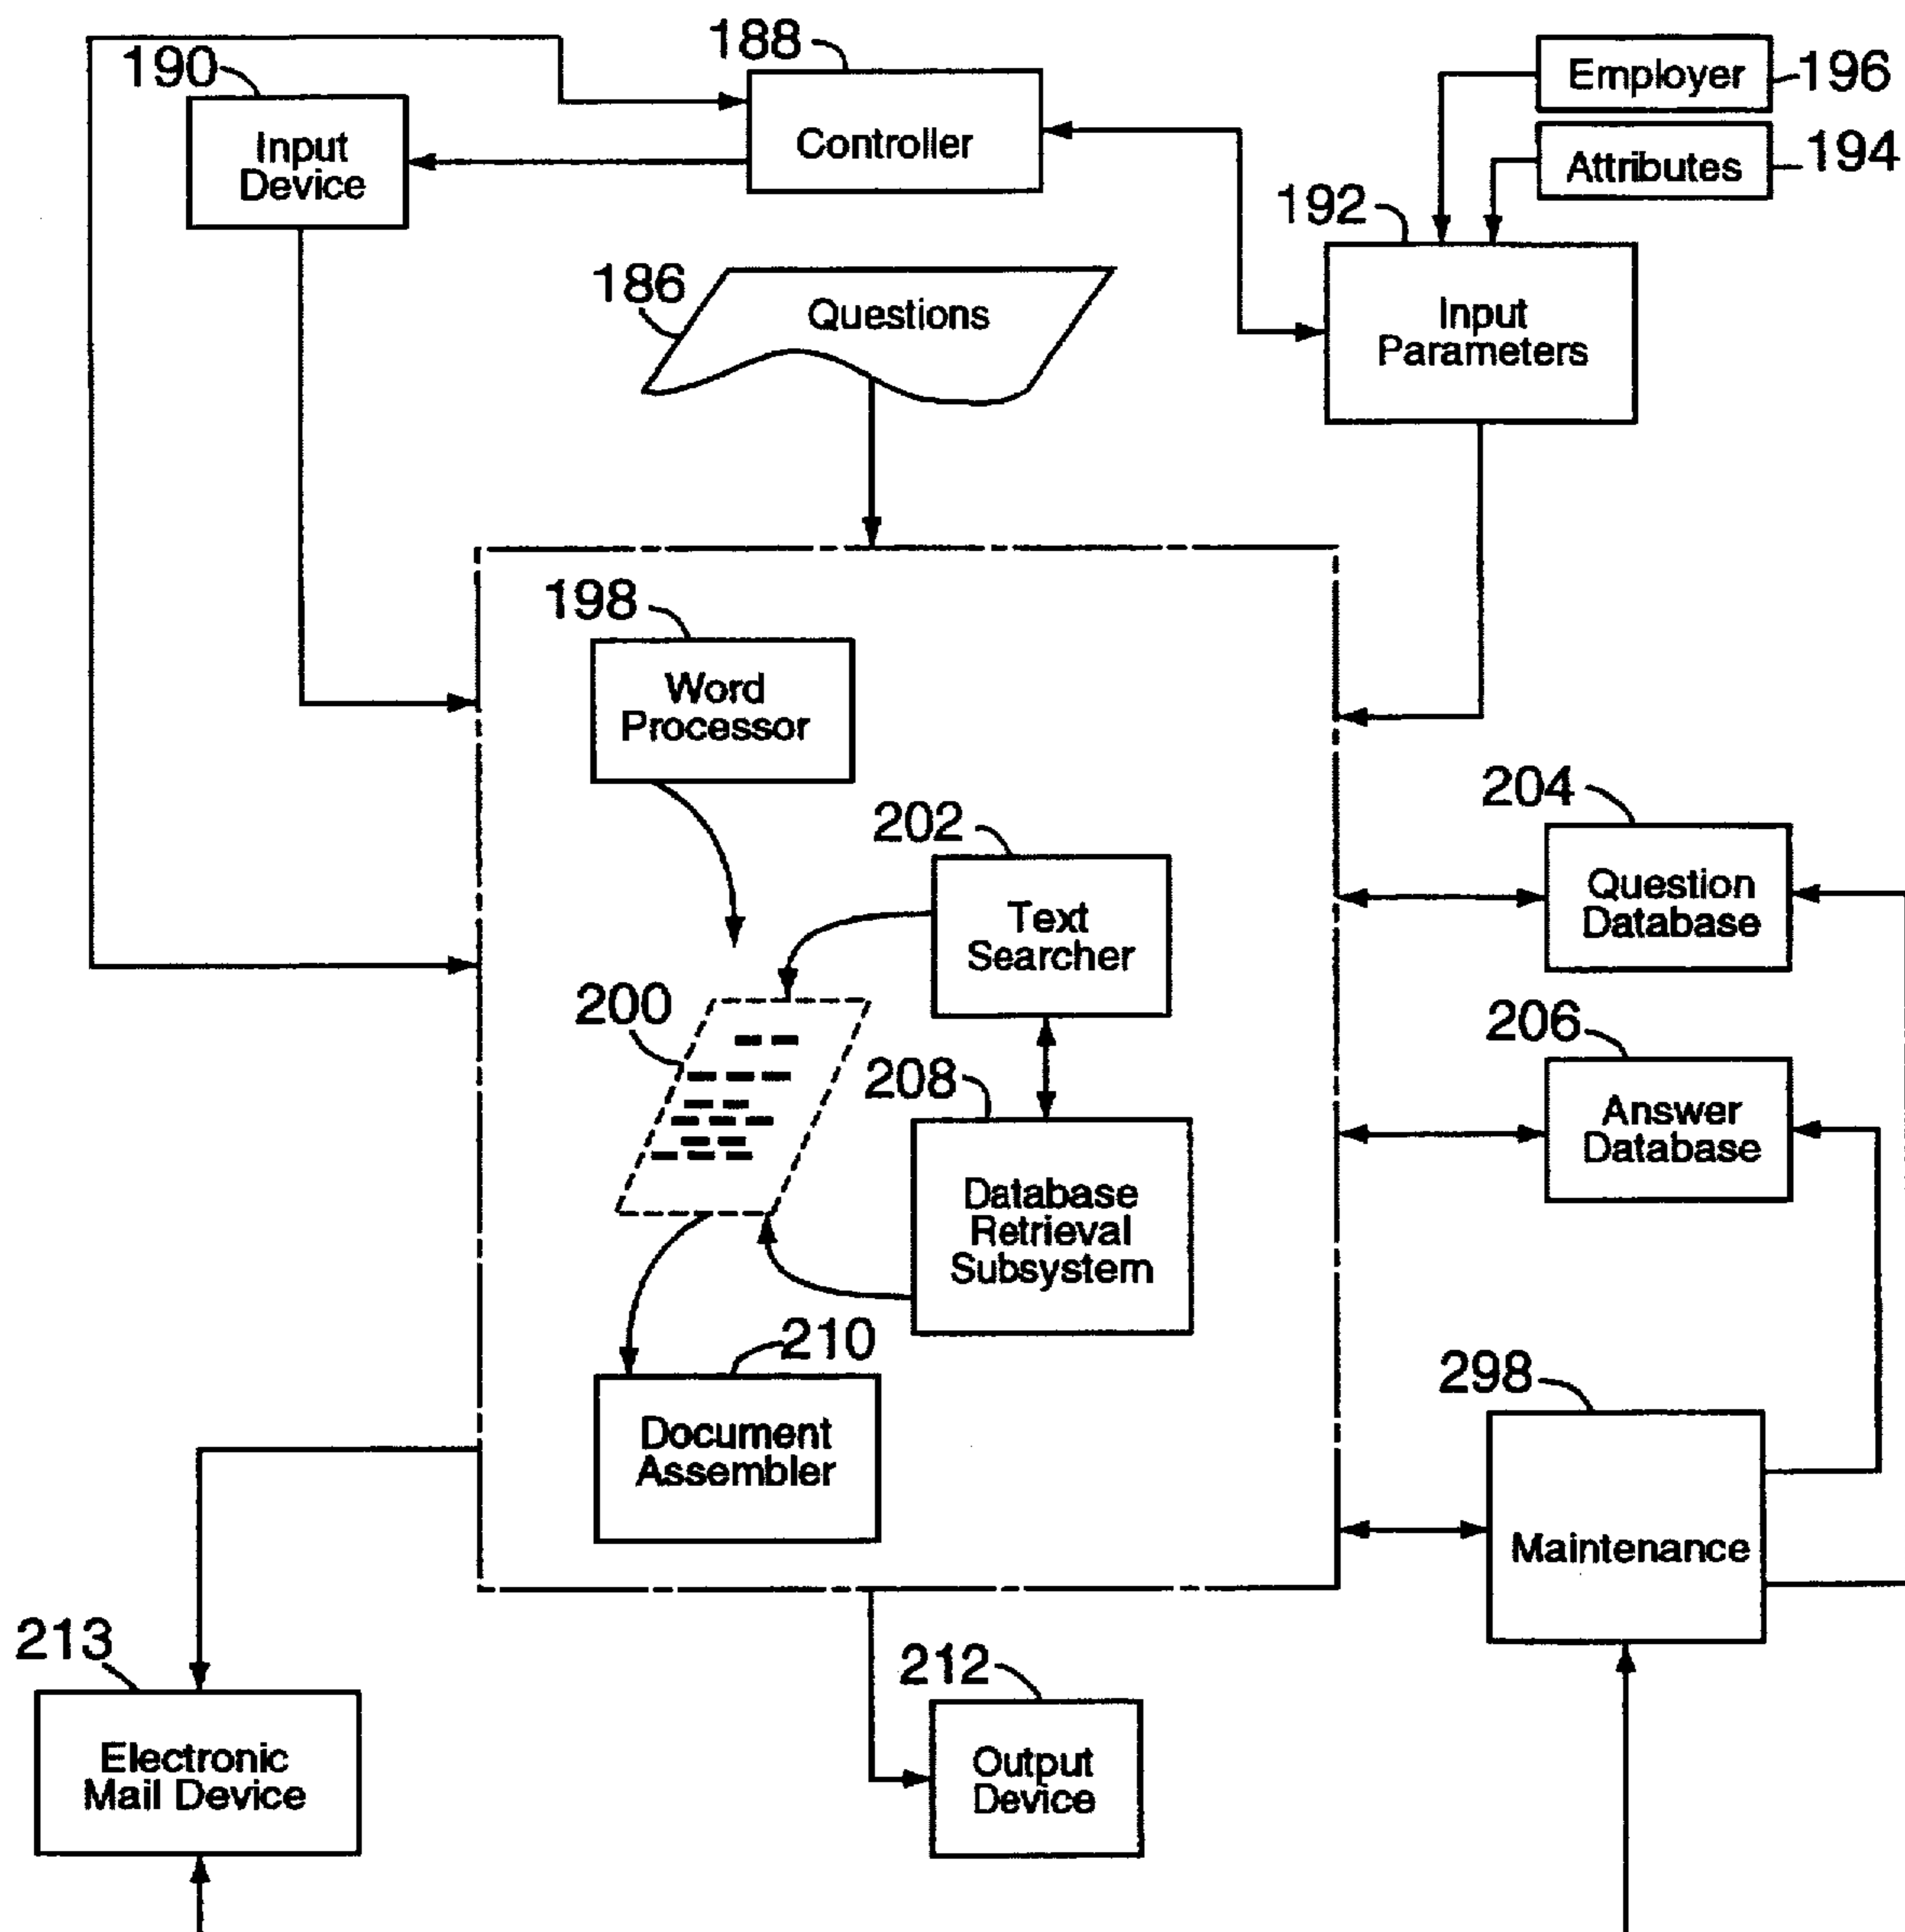 188
190
Employer
196
Controller
Input
Device
Attributes
194
192
186
Questions
Input
Parameters
198
Word
Processor
204
202
Question
Database
Text
Searcher
200
206
208
Answer
Database
Database
Retrieval
Subsystem
210
298
Document
Assembler
Maintenance
213
212
Electronic
Mail Device
Output
Device